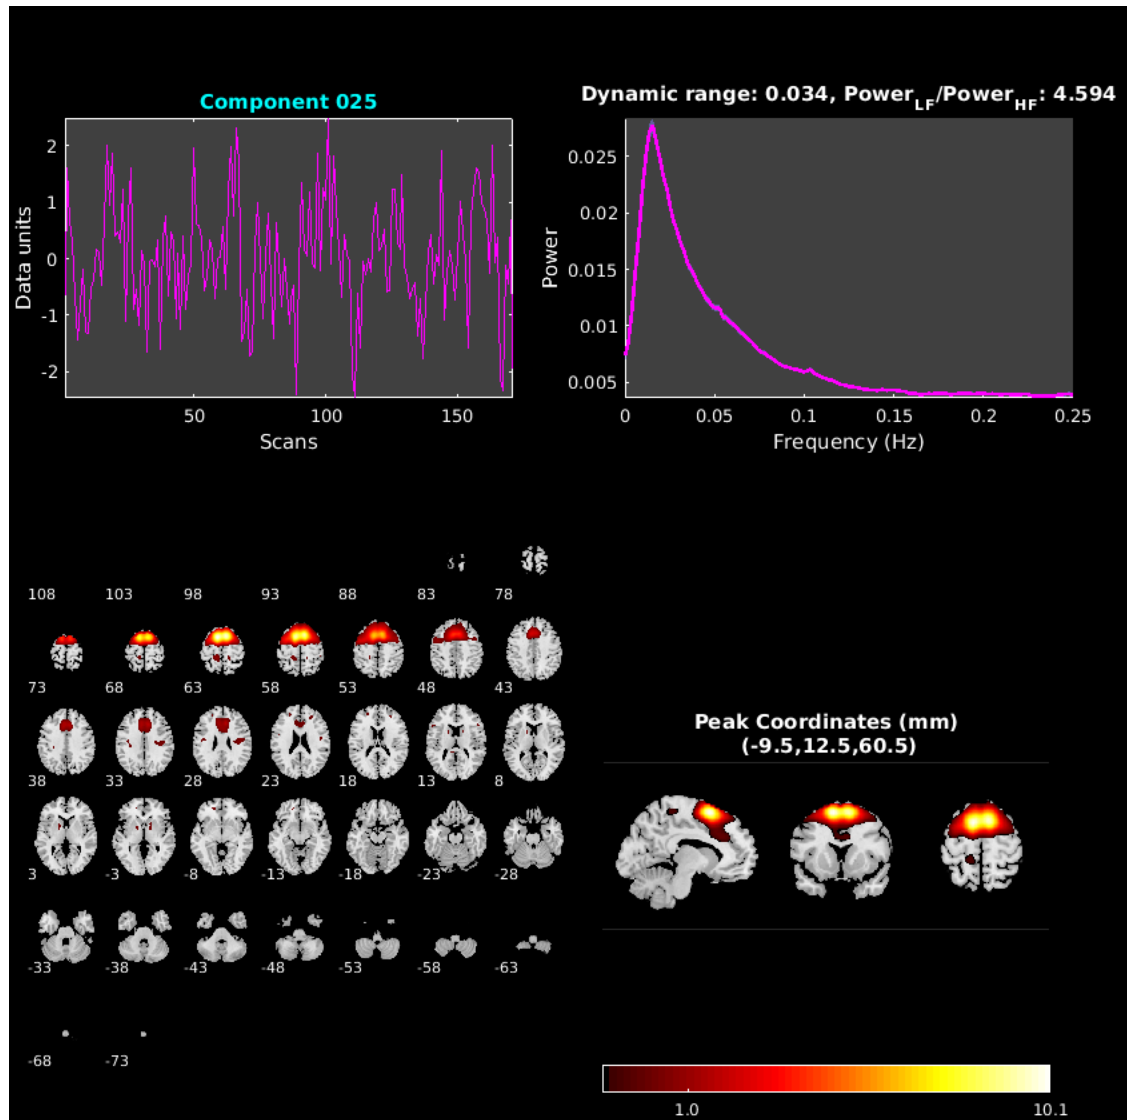 Component 025
Data units
2
1
0
-1
-2
50
100
150
Scans
Dynamic range: 0.034, Power_LF/Power_HF: 4.594
Power
0.025
0.02
0.015
0.01
0.005
0
0.05
0.1
0.15
0.2
0.25
Frequency (Hz)
108 103 98 93 88 83 78
73 68 63 58 53 48 43
38 33 28 23 18 13 8
3 -3 -8 -13 -18 -23 -28
-33 -38 -43 -48 -53 -58 -63
-68 -73
Peak Coordinates (mm)
(-9.5,12.5,60.5)
1.0 10.1